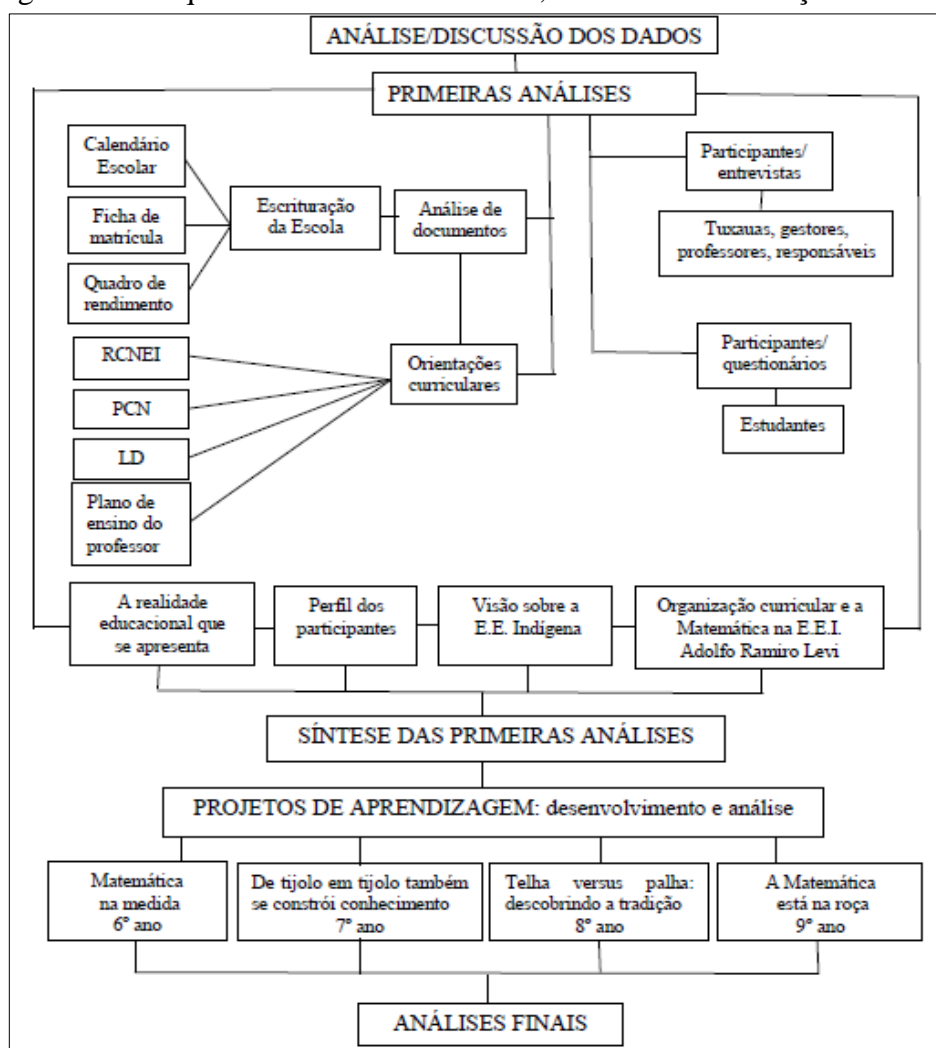 ANÁLISE/DISCUSSÃO DOS DADOS
PRIMEIRAS ANÁLISES
Calendário
Escolar
Ficha de
matrícula
Quadro de
rendimento
Escrituração
da Escola
Análise de
documentos
Participantes/
entrevistas
Tuxauas, gestores,
professores, responsáveis
RCNEI
PCN
LD
Plano de
ensino do
professor
Orientações
curriculares
Participantes/
questionários
Estudantes
A realidade
educacional que
se apresenta
Perfil dos
participantes
Visão sobre a
E.E. Indígena
Organização curricular e a
Matemática na E.E.I.
Adolfo Ramiro Levi
SÍNTESE DAS PRIMEIRAS ANÁLISES
PROJETOS DE APRENDIZAGEM: desenvolvimento e análise
Matemática
na medida
6º ano
De tijolo em tijolo também
se constrói conhecimento
7º ano
Telha versus palha:
descobrindo a tradição
8º ano
A Matemática
está na roça
9º ano
ANÁLISES FINAIS